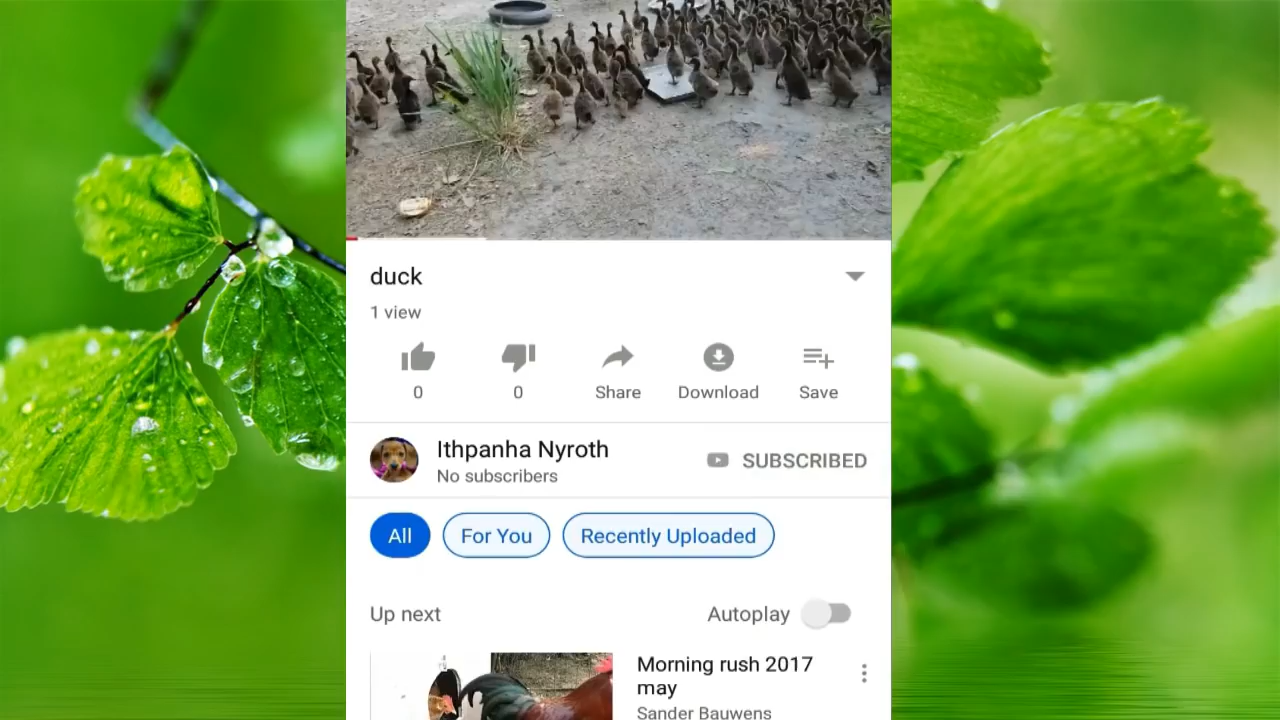 duck
1 view
0
0
Share
Download
Save
Ithpanha Nyroth
No subscribers
SUBSCRIBED
All
For You
Recently Uploaded
Up next
Autoplay
Morning rush 2017
may
Sander Bauwens